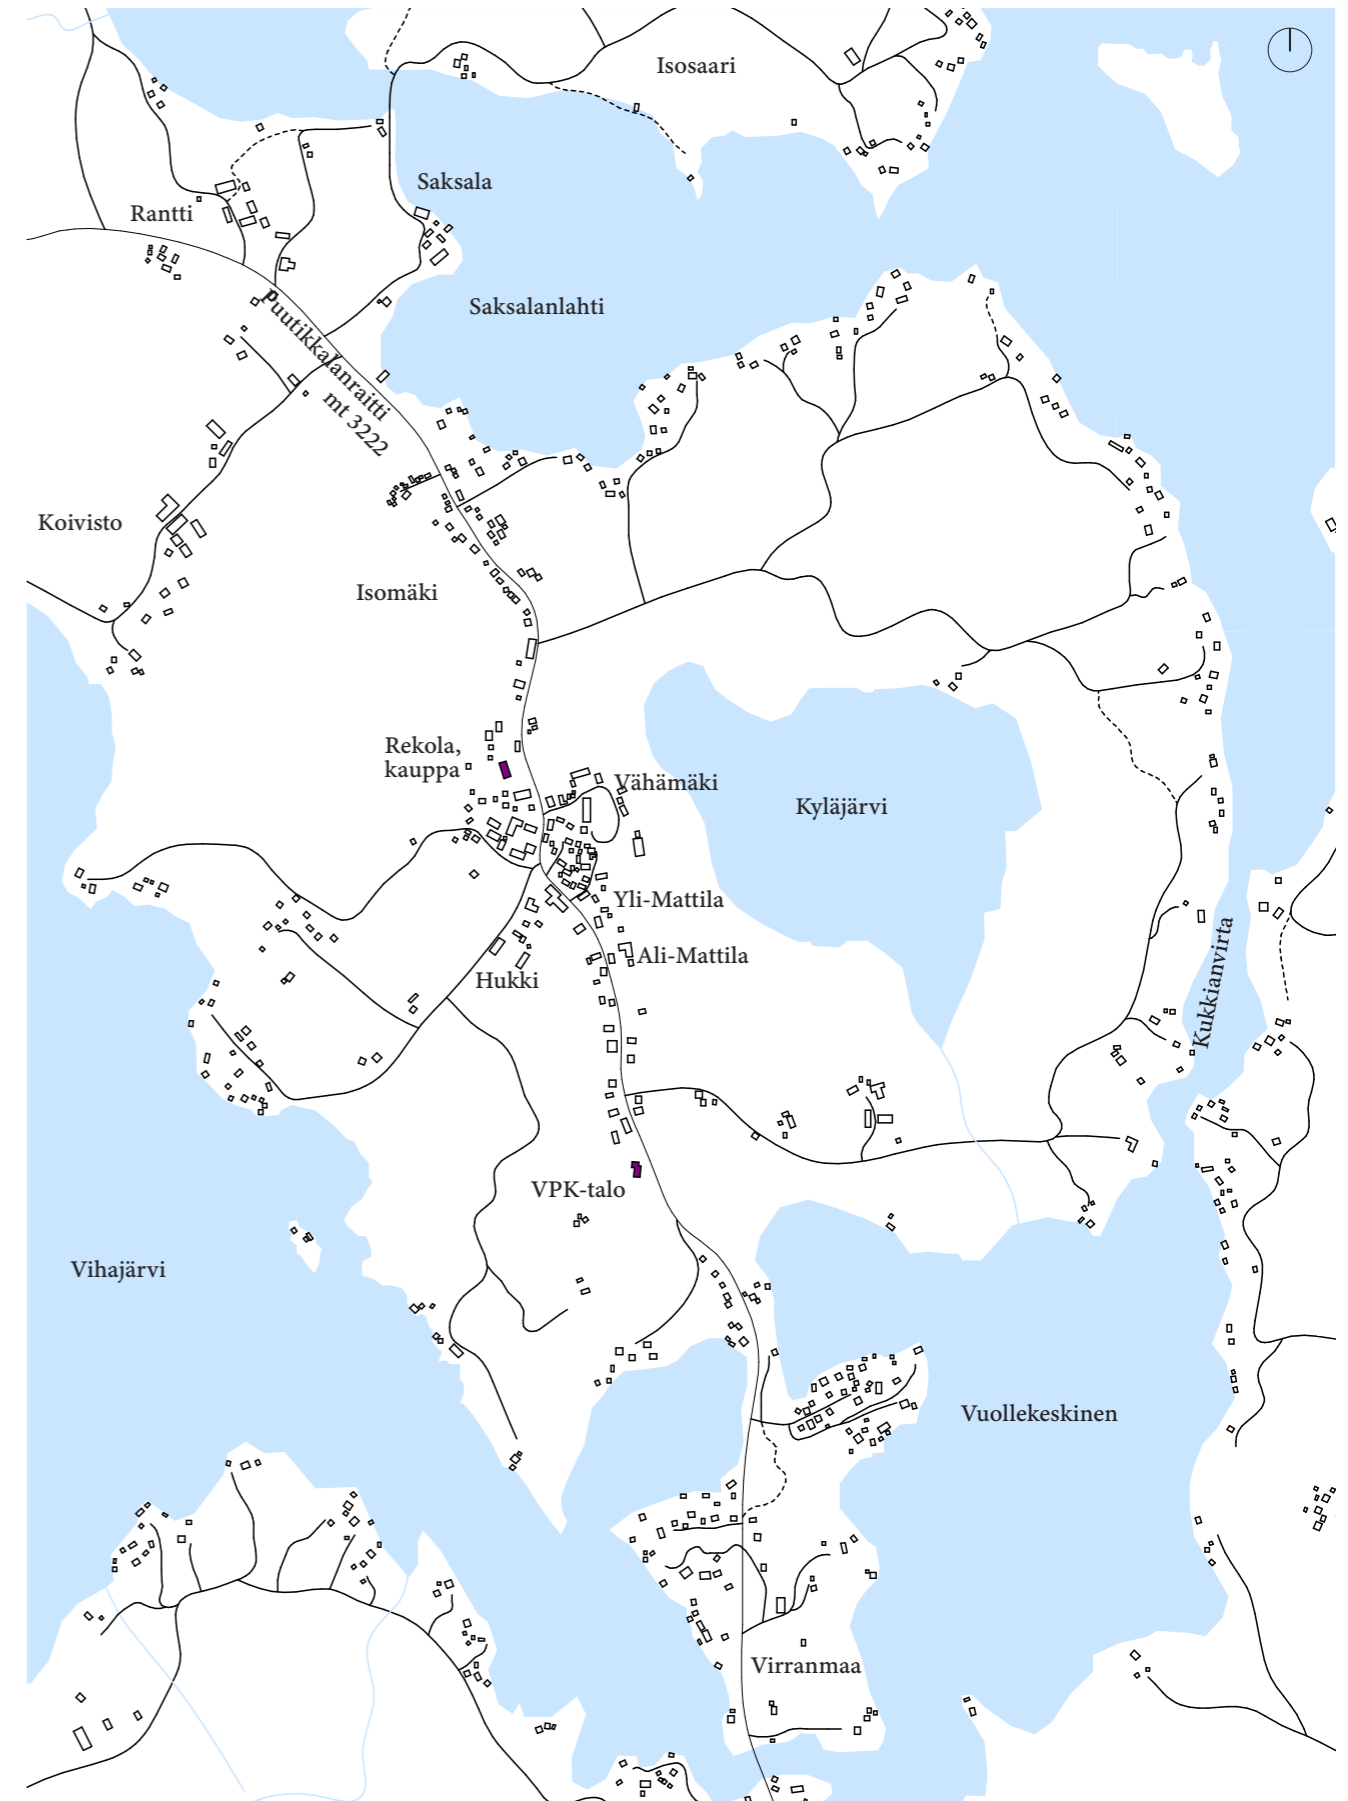 Isosaari
Saksala
Rantti
Saksalanlahti
Puutikkalanraitti
mt 3222
Koivisto
Isomäki
Rekola,
kauppa
Vähämäki
Kyläjärvi
Yli-Mattila
Ali-Mattila
Hukki
Kukkianvirta
VPK-talo
Vihajärvi
Vuollekeskinen
Virranmaa